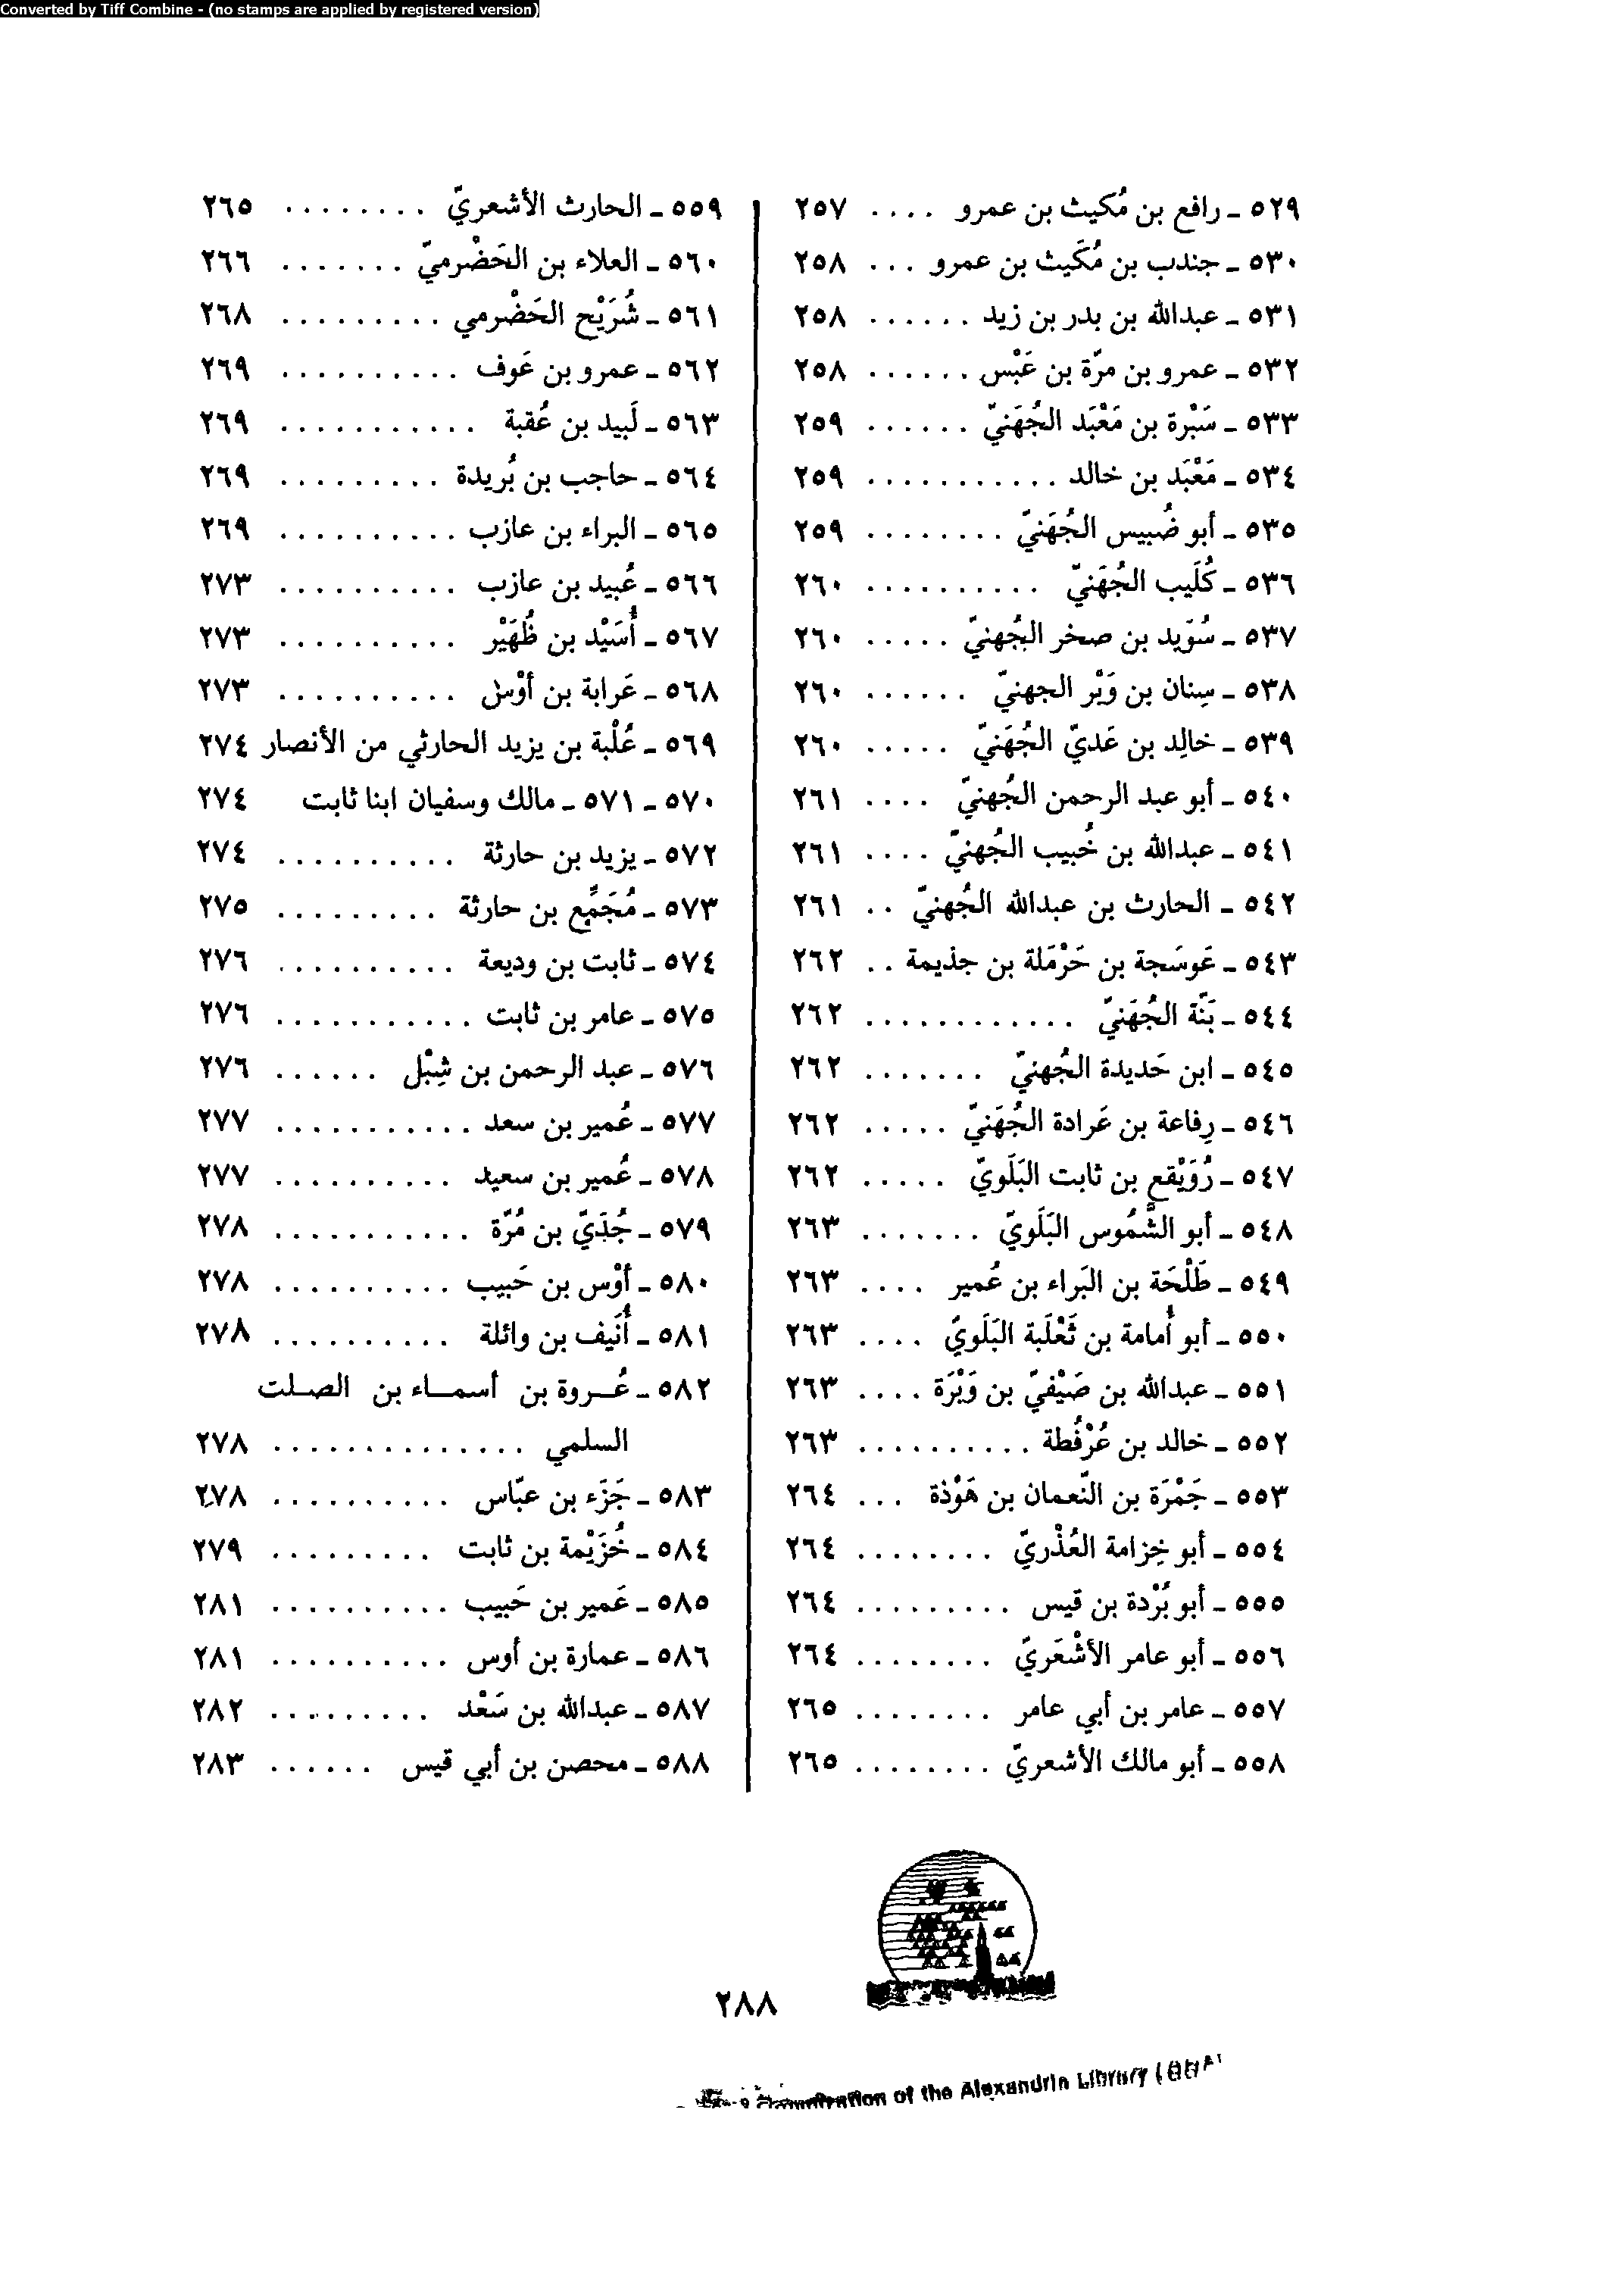 Converted by Tiff Combine - (no stamps are applied by registered version)
٥٢٩ - رافع بن مُكيث بن عمرو .... ٢٥٧
٥٣٠ - جندب بن مُكَيث بن عمرو ... ٢٥٨
٥٣١ - عبدالله بن بدر بن زيد ...... ٢٥٨
٥٣٢ - عمرو بن مرّة بن عَبْس ...... ٢٥٨
٥٣٣ - سَبْرة بن مَعْبَد الجُهَنيّ ...... ٢٥٩
٥٣٤ - مَعْبَد بن خالد ........... ٢٥٩
٥٣٥ - أبو ضُبيس الجُهَنيّ ........ ٢٥٩
٥٣٦ - كُلَيب الجُهَنيّ .......... ٢٦٠
٥٣٧ - سُوَيد بن صخر الجُهنيّ ..... ٢٦٠
٥٣٨ - سِنان بن وَبْر الجهنيّ ...... ٢٦٠
٥٣٩ - خالِد بن عَديّ الجُهَنيّ ..... ٢٦٠
٥٤٠ - أبو عبد الرحمن الجُهنيّ .... ٢٦١
٥٤١ - عبدالله بن خُبيب الجُهنيّ .... ٢٦١
٥٤٢ - الحارث بن عبدالله الجُهنيّ .. ٢٦١
٥٤٣ - عَوسَجة بن حَرْمَلة بن جذيمة .. ٢٦٢
٥٤٤ - بَنّة الجُهَنيّ ............ ٢٦٢
٥٤٥ - ابن حَديدة الجُهنيّ ....... ٢٦٢
٥٤٦ - رِفاعة بن عَرادة الجُهَنيّ ..... ٢٦٢
٥٤٧ - رُوَيْقع بن ثابت البَلَويّ ..... ٢٦٢
٥٤٨ - أبو الشَّمُوس البَلَويّ ....... ٢٦٣
٥٤٩ - طَلْحَة بن البَراء بن عُمير .... ٢٦٣
٥٥٠ - أبو أُمامة بن ثَعْلَبة البَلَويّ .... ٢٦٣
٥٥١ - عبدالله بن صَيْفيّ بن وَبْرَة .... ٢٦٣
٥٥٢ - خالد بن عُرْفُطة .......... ٢٦٣
٥٥٣ - جَمْرَة بن النّعمان بن هَوْذة ... ٢٦٤
٥٥٤ - أبو خِزامة العُذْريّ ........ ٢٦٤
٥٥٥ - أبو بُرْدة بن قيس ......... ٢٦٤
٥٥٦ - أبو عامر الأشْعَريّ ........ ٢٦٤
٥٥٧ - عامر بن أبي عامر ........ ٢٦٥
٥٥٨ - أبو مالك الأشعريّ ........ ٢٦٥
٥٥٩ - الحارث الأشعريّ ........ ٢٦٥
٥٦٠ - العلاء بن الحَضْرميّ ....... ٢٦٦
٥٦١ - شُرَيْح الحَضْرمي ......... ٢٦٨
٥٦٢ - عمرو بن عَوف .......... ٢٦٩
٥٦٣ - لَبيد بن عُقبة ........... ٢٦٩
٥٦٤ - حاجب بن بُريدة ......... ٢٦٩
٥٦٥ - البراء بن عازب .......... ٢٦٩
٥٦٦ - عُبيد بن عازب .......... ٢٧٣
٥٦٧ - أُسَيْد بن ظُهَيْر .......... ٢٧٣
٥٦٨ - عَرابة بن أوْس .......... ٢٧٣
٥٦٩ - عُلْبة بن يزيد الحارثي من الأنصار ٢٧٤
٥٧٠ - ٥٧١ - مالك وسفيان ابنا ثابت ٢٧٤
٥٧٢ - يزيد بن حارثة .......... ٢٧٤
٥٧٣ - مُجَمِّع بن حارثة ......... ٢٧٥
٥٧٤ - ثابت بن وديعة .......... ٢٧٦
٥٧٥ - عامر بن ثابت ........... ٢٧٦
٥٧٦ - عبد الرحمن بن شِبْل ...... ٢٧٦
٥٧٧ - عُمير بن سعد ........... ٢٧٧
٥٧٨ - عُمير بن سعيد .......... ٢٧٧
٥٧٩ - جُدَيّ بن مُرّة ........... ٢٧٨
٥٨٠ - أوْس بن حَبيب .......... ٢٧٨
٥٨١ - أُنَيف بن وائلة .......... ٢٧٨
٥٨٢ - عُـروة بن أسمـاء بن الصـلت
السلمي .............. ٢٧٨
٥٨٣ - جَزَء بن عبّاس .......... ٢٧٨
٥٨٤ - خُزَيْمة بن ثابت ......... ٢٧٩
٥٨٥ - عَمير بن حَبيب .......... ٢٨١
٥٨٦ - عمارة بن أوس .......... ٢٨١
٥٨٧ - عبدالله بن سَعْد ......... ٢٨٢
٥٨٨ - محصن بن أبي قيس ...... ٢٨٣
٢٨٨
of the Alexandria Library